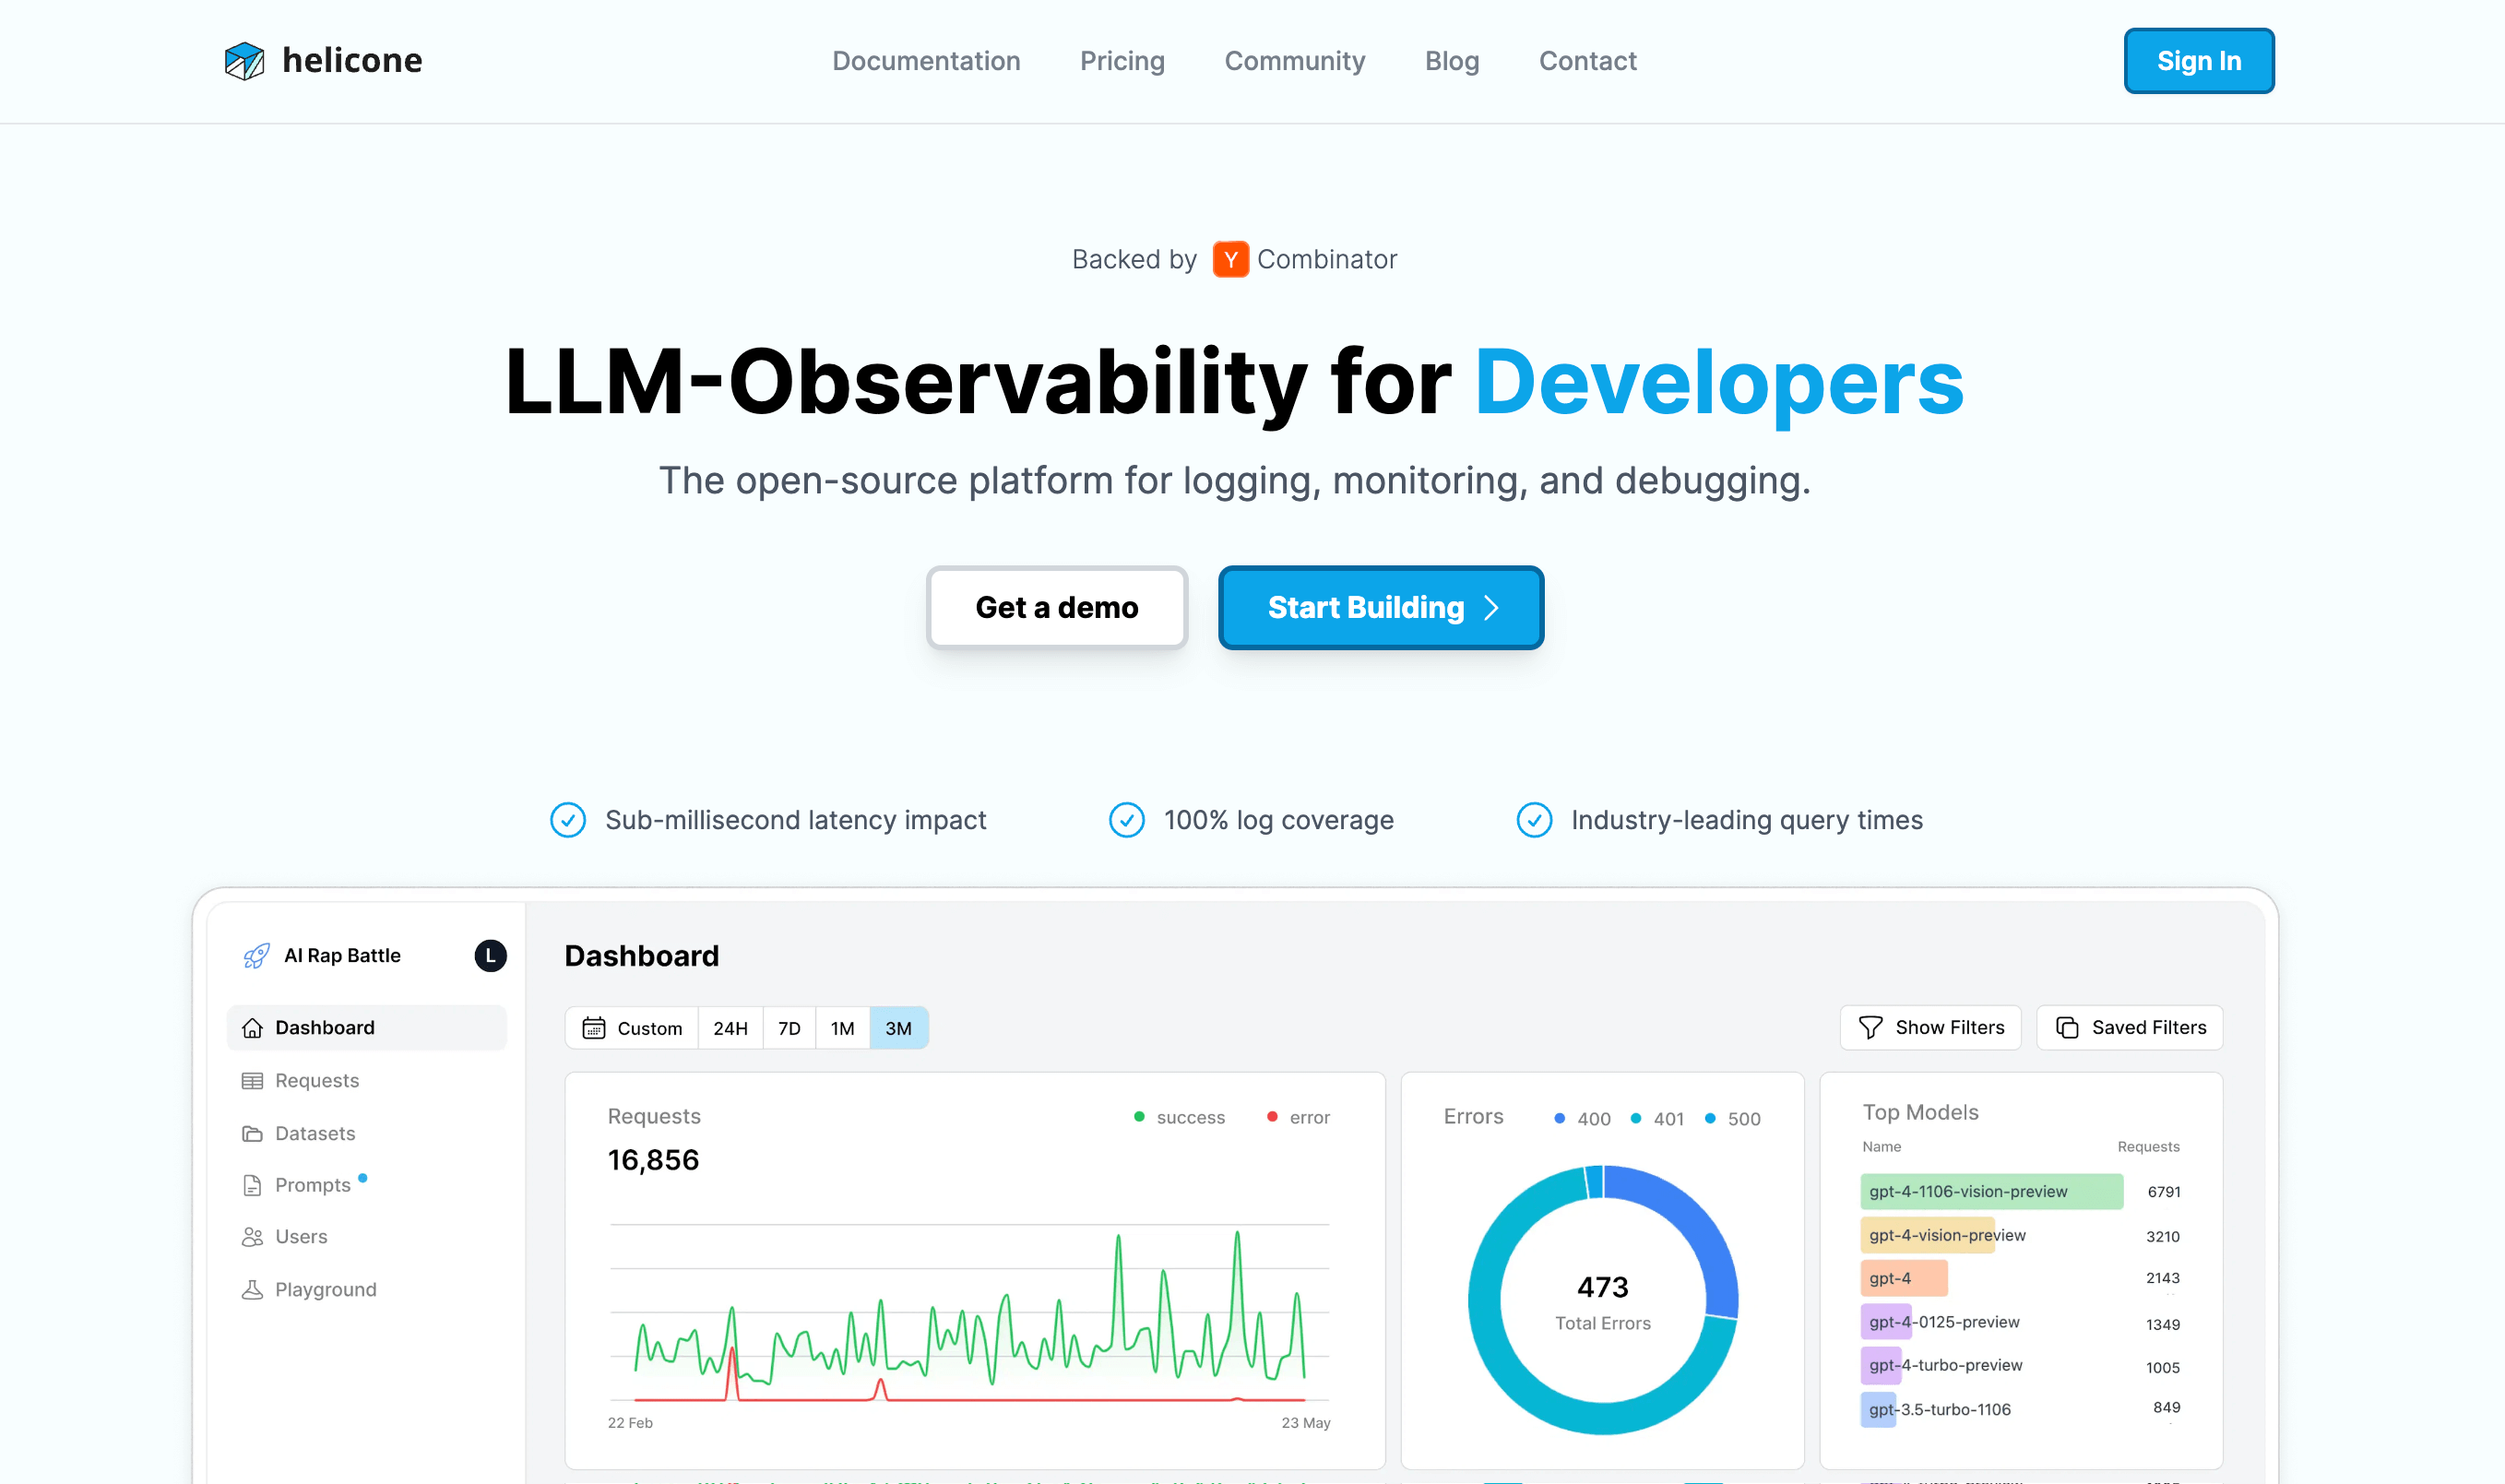 helicone
Documentation Pricing Community Blog Contact
Sign In
Backed by Y Combinator
LLM-Observability for Developers
The open-source platform for logging, monitoring, and debugging.
Get a demo
Start Building
Sub-millisecond latency impact
100% log coverage
Industry-leading query times
AI Rap Battle
L
Dashboard
Requests
Datasets
Prompts
Users
Playground
Dashboard
Custom 24H 7D 1M 3M
Show Filters
Saved Filters
Requests
success error
16,856
22 Feb 23 May
Errors
400 401 500
473
Total Errors
Top Models
Name Requests
gpt-4-1106-vision-preview 6791
gpt-4-vision-preview 3210
gpt-4 2143
gpt-4-0125-preview 1349
gpt-4-turbo-preview 1005
gpt-3.5-turbo-1106 849